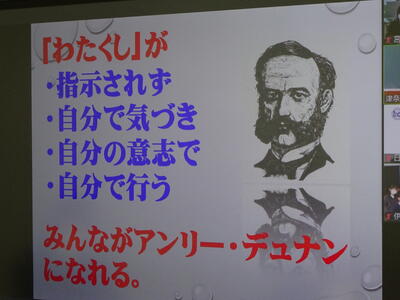 『わたくし』が
・指示されず
・自分で気づき
・自分の意志で
・自分で行う
みんながアンリー・デュナン
になれる。